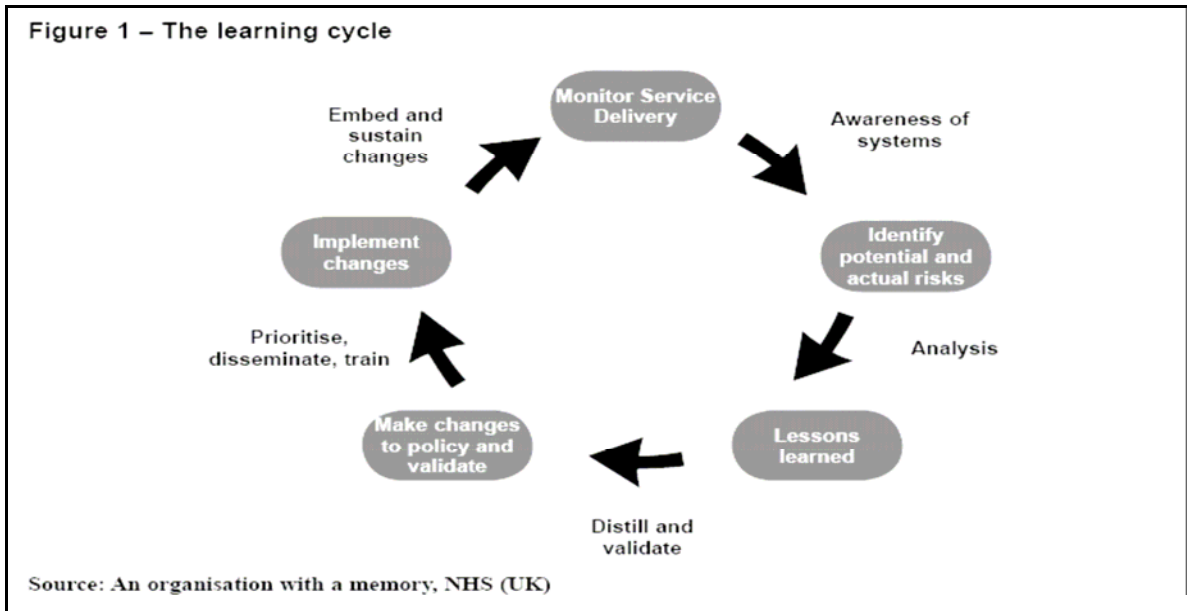 Figure 1 – The learning cycle
Monitor Service
Delivery
Awareness of
systems
Identify
potential and
actual risks
Analysis
Lessons
learned
Distill and
validate
Make changes
to policy and
validate
Prioritise,
disseminate, train
Implement
changes
Embed and
sustain
changes
Source: An organisation with a memory, NHS (UK)